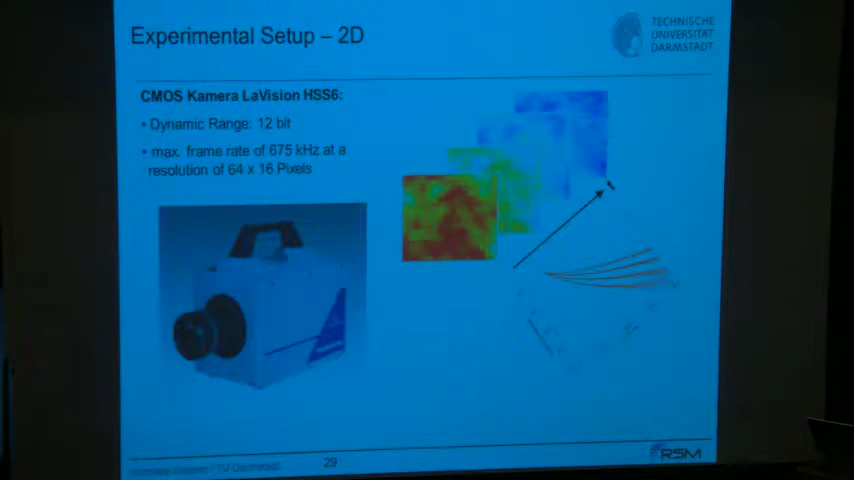 Experimental Setup – 2D
TECHNISCHE
UNIVERSITÄT
DARMSTADT
CMOS Kamera LaVision HSS6:
• Dynamic Range: 12 bit
• max. frame rate of 675 kHz at a
resolution of 64 x 16 Pixels
29
RSM